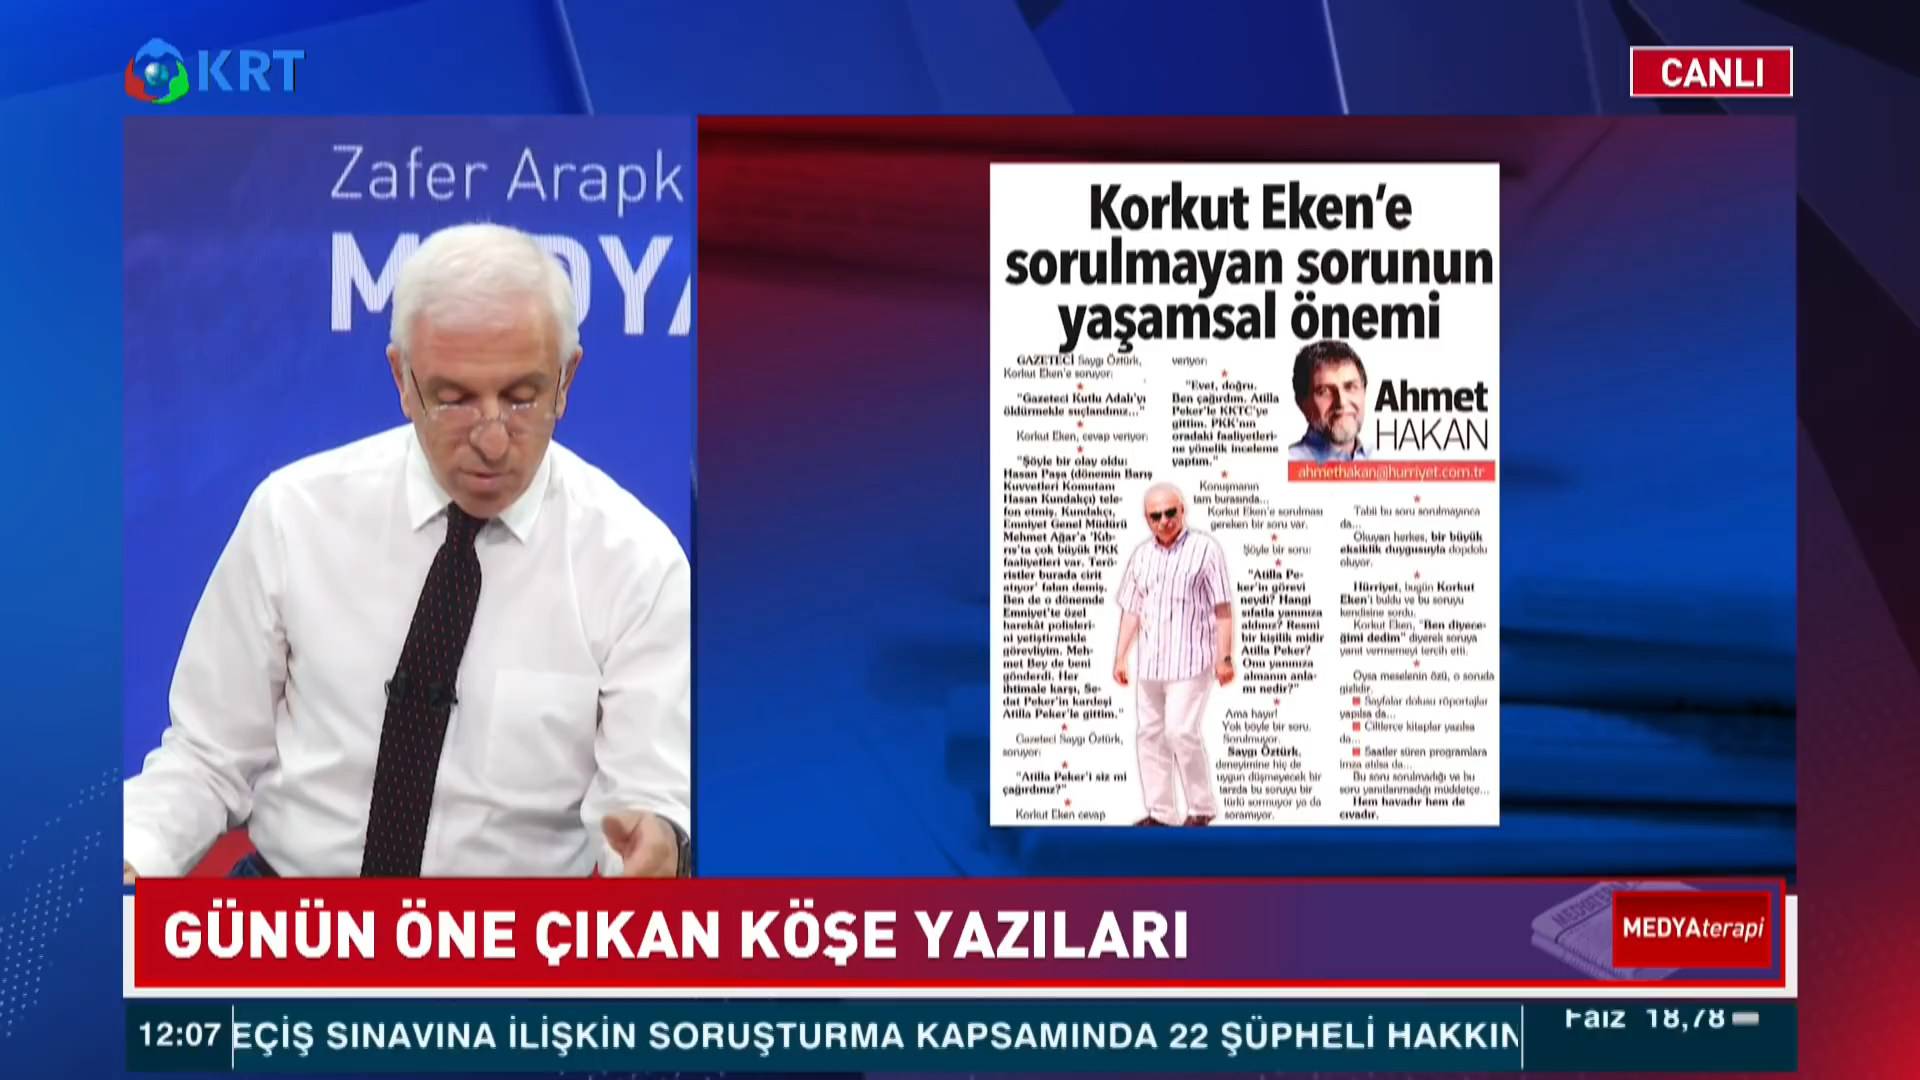 KRT
CANLI
Zafer Arapk
MEDYA
Korkut Eken'e
sorulmayan sorunun
yaşamsal önemi
Ahmet
HAKAN
ahmethakan@hurriyet.com.tr
GAZETECİ Saygı Öztürk,
Korkut Eken'e soruyor:
"Gazeteci Kutlu Adalı'yı
öldürmekle suçlandınız..."
Korkut Eken, cevap veriyor:
"Şöyle bir olay oldu:
Hasan Paşa (dönemin Barış
Kuvvetleri Komutanı
Hasan Kundakçı) tele-
fon etmiş. Kundakçı,
Emniyet Genel Müdürü
Mehmet Ağar'a 'Kıb-
rıs'ta çok büyük PKK
faaliyetleri var. Terö-
ristler burada cirit
atıyor' falan demiş.
Ben de o dönemde
Emniyet'te özel
harekât polisleri-
ni yetiştirmekle
görevliyim. Meh-
met Bey de beni
gönderdi. Her
ihtimale karşı, Se-
dat Peker'in kardeşi
Atilla Peker'le gittim."
Gazeteci Saygı Öztürk,
soruyor:
"Atilla Peker'i siz mi
çağırdınız?"
Korkut Eken cevap
veriyor:
"Evet, doğru.
Ben çağırdım. Atilla
Peker'le KKTC'ye
gittim. PKK'nın
oradaki faaliyetleri-
ne yönelik inceleme
yaptım."
Konuşmanın
tam burasında...
Korkut Eken'e sorulması
gereken bir soru var.
Şöyle bir soru:
"Atilla Pe-
ker'in görevi
neydi? Hangi
sıfatla yanınıza
aldınız? Resmi
bir kişilik midir
Atilla Peker?
Onu yanınıza
almanın anla-
mı nedir?"
Ama hayır!
Yok böyle bir soru.
Sorulmuyor.
Saygı Öztürk,
deneyimine hiç de
uygun düşmeyecek bir
tarzda bu soruyu bir
türlü sormuyor ya da
soramıyor.
Tabii bu soru sorulmayınca
da...
Okuyan herkes, bir büyük
eksiklik duygusuyla dopdolu
oluyor.
Hürriyet, bugün Korkut
Eken'i buldu ve bu soruyu
kendisine sordu.
Korkut Eken, "Ben diyece-
ğimi dedim" diyerek soruya
yanıt vermemeyi tercih etti.
Oysa meselenin özü, o soruda
gizlidir.
Sayfalar dolusu röportajlar
yapılsa da...
Ciltlerce kitaplar yazılsa
da...
Saatler süren programlara
imza atılsa da...
Bu soru sorulmadığı ve bu
soru yanıtlanmadığı müddetçe...
Hem havadır hem de
cıvadır.
GÜNÜN ÖNE ÇIKAN KÖŞE YAZILARI
MEDYAterapi
12:07
EÇİŞ SINAVINA İLİŞKİN SORUŞTURMA KAPSAMINDA 22 ŞÜPHELİ HAKKIN
Faiz 18,78